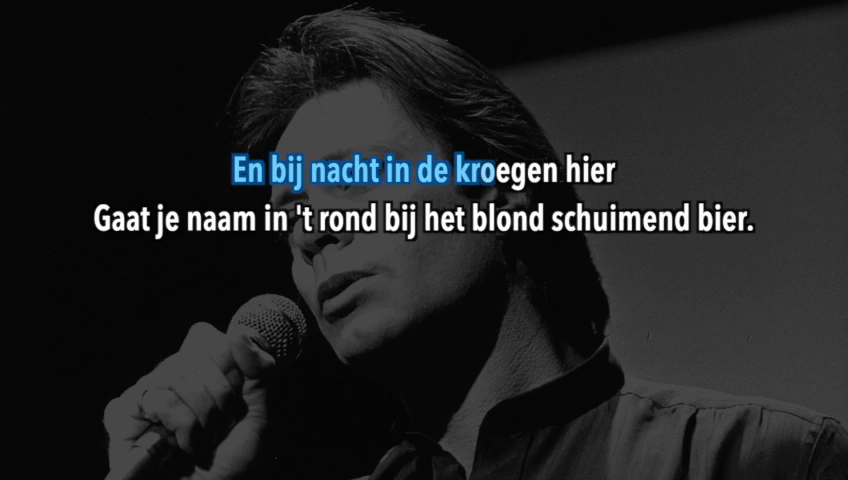 En bij nacht in de kroegen hier
Gaat je naam in 't rond bij het blond schuimend bier.